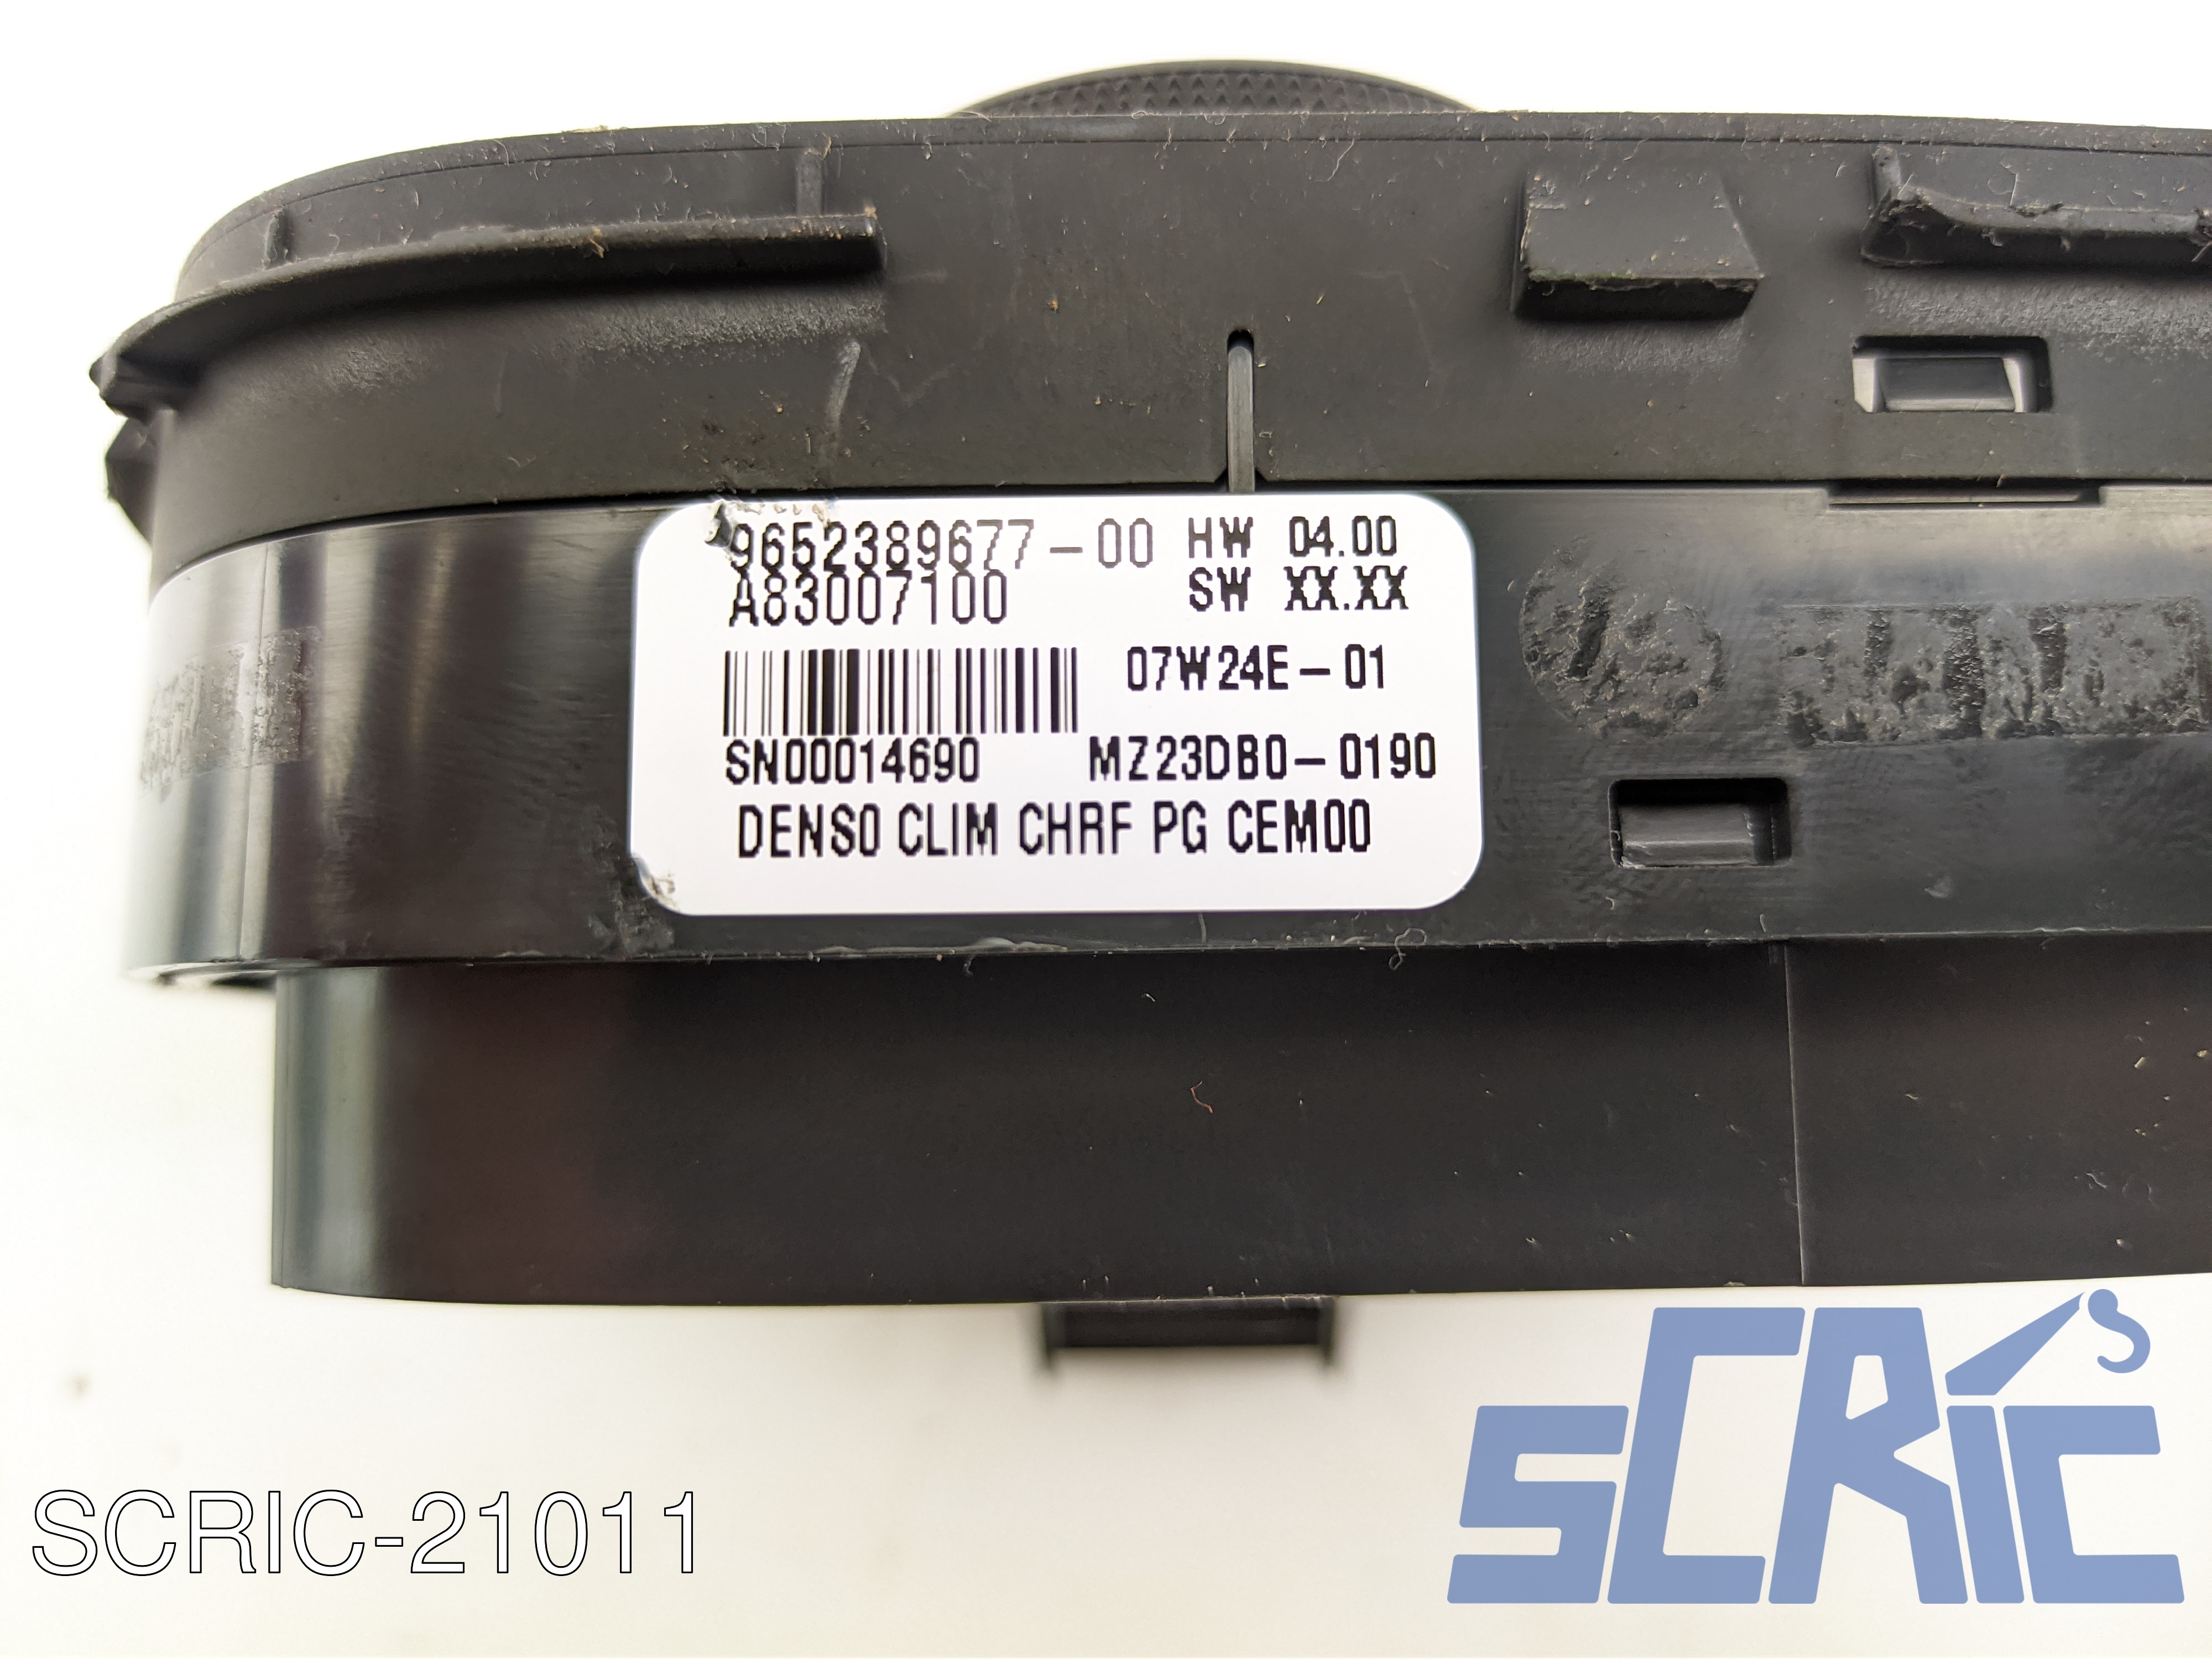 9652389677-00 HW 04.00
A83007100 SW XX.XX
07W24E-01
SN00014690 MZ23DB0-0190
DENSO CLIM CHRF PG CEM00
SCRIC-21011
SCRIC